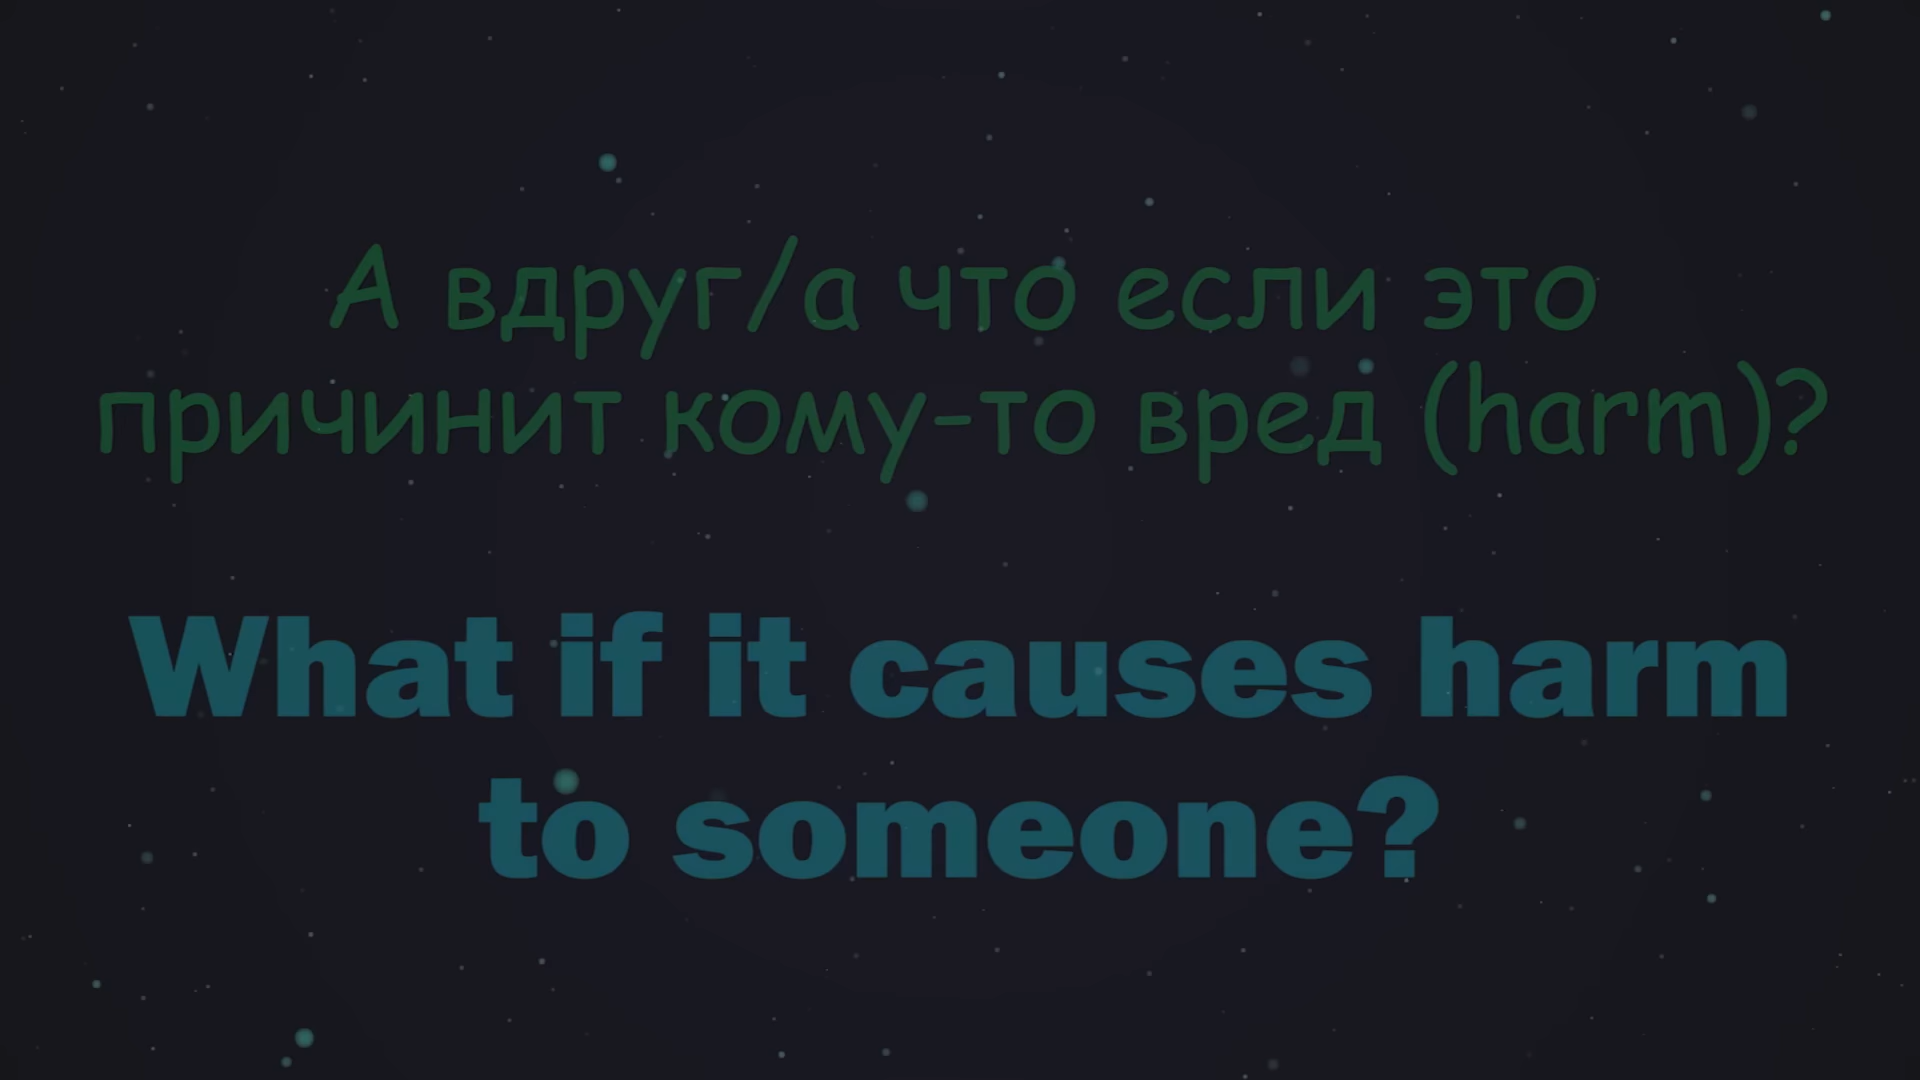 А вдруг/а что если это
причинит кому-то вред (harm)?
What if it causes harm
to someone?